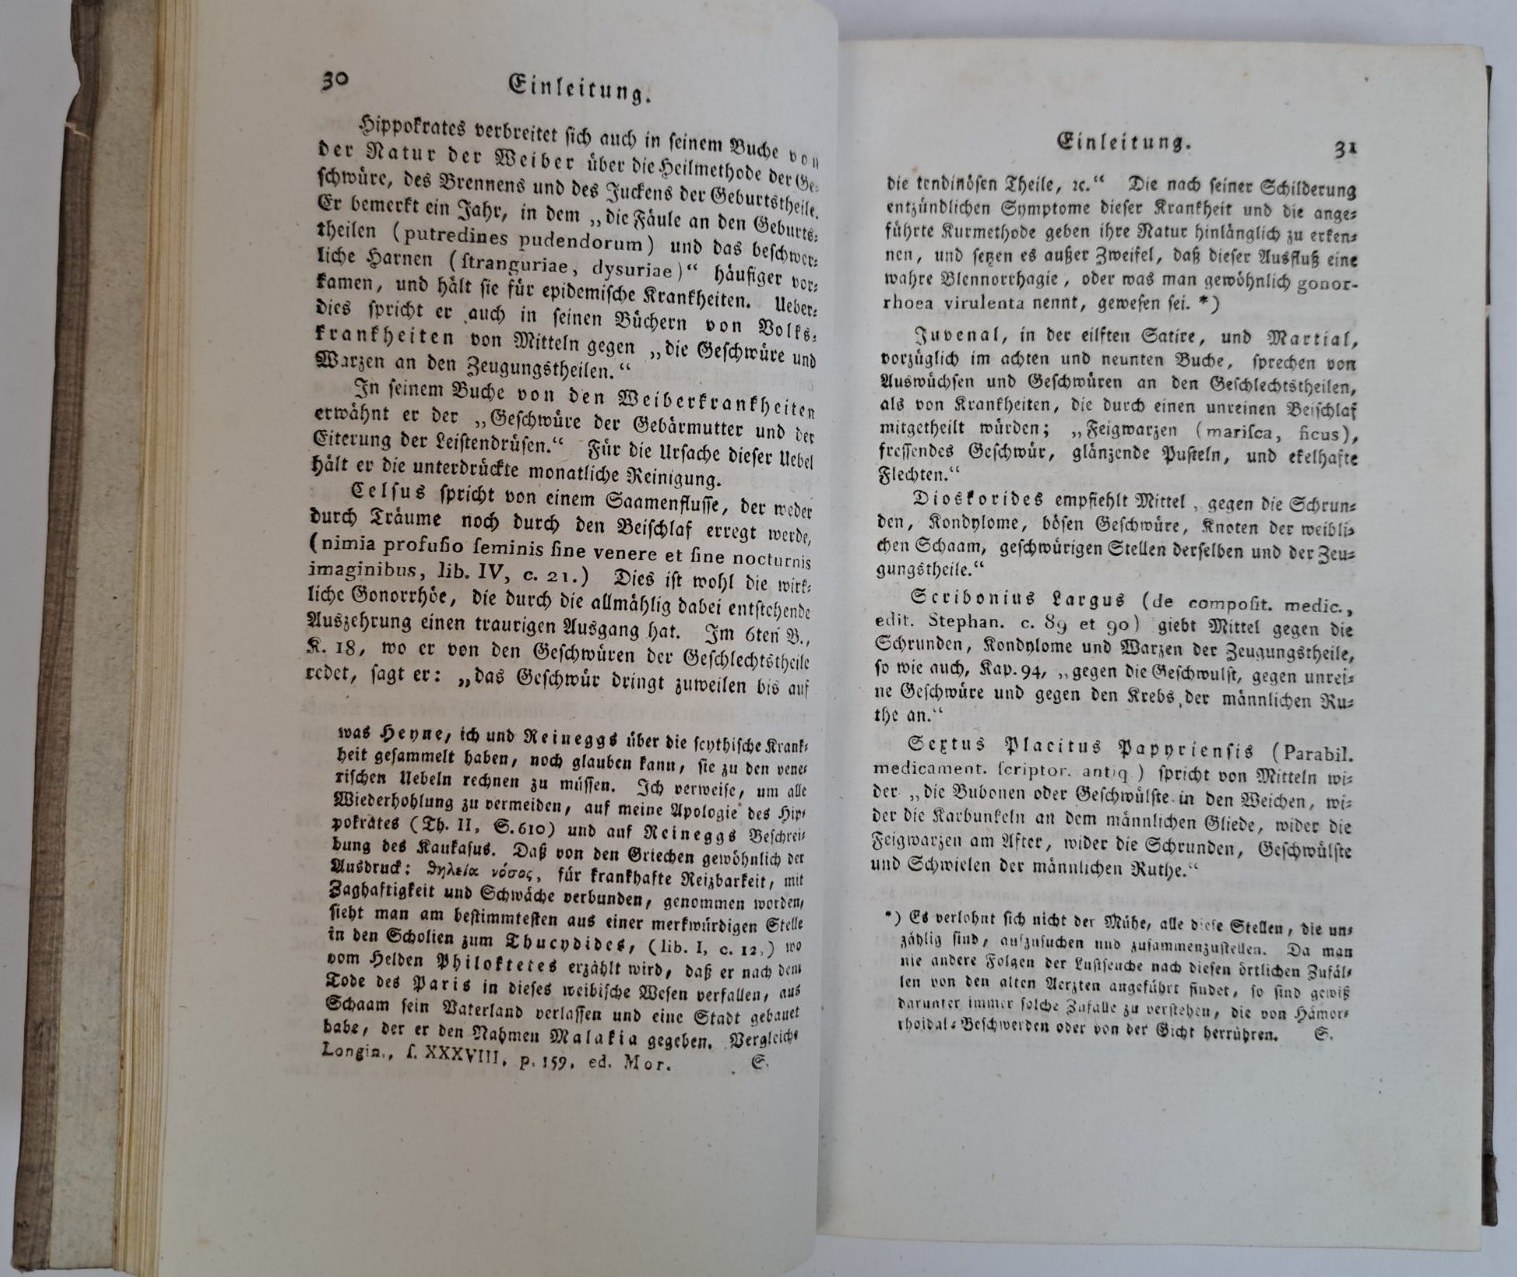 30 Einleitung.
Hippokrates verbreitet ſich auch in ſeinem Buche von
der Natur der Weiber über die Heilmethode der Ge-
ſchwüre, des Brennens und des Juckens der Geburtstheile.
Er bemerkt ein Jahr, in dem „die Fäule an den Geburts-
theilen (putredines pudendorum) und das beſchwer-
liche Harnen (ſtranguriae, dysuriae)“ häufiger vor-
kamen, und hält ſie für epidemiſche Krankheiten. Ueber-
dies ſpricht er auch in ſeinen Büchern von Volks-
krankheiten von Mitteln gegen „die Geſchwüre und
Warzen an den Zeugungstheilen.“
In ſeinem Buche von den Weiberkrankheiten
erwähnt er der „Geſchwüre der Gebärmutter und der
Eiterung der Leiſtendrüſen.“ Für die Urſache dieſer Uebel
hält er die unterdrückte monatliche Reinigung.
Celſus ſpricht von einem Saamenfluſſe, der weder
durch Träume noch durch den Beiſchlaf erregt werde,
(nimia profuſio ſeminis ſine venere et ſine nocturnis
imaginibus, lib. IV, c. 21.) Dies iſt wohl die wirk-
liche Gonorrhöe, die durch die allmählig dabei entſtehende
Auszehrung einen traurigen Ausgang hat. Im 6ten B.,
K. 18, wo er von den Geſchwüren der Geſchlechtstheile
redet, ſagt er: „das Geſchwür dringt zuweilen bis auf
was Heyne, ich und Reineggs über die ſcythiſche Krank-
heit geſammelt haben, noch glauben kann, ſie zu den vene-
riſchen Uebeln rechnen zu müſſen. Ich verweiſe, um alle
Wiederhohlung zu vermeiden, auf meine Apologie des Hip-
pokrates (Th. II, S. 610) und auf Reineggs Beſchrei-
bung des Kaukaſus. Daß von den Griechen gewöhnlich der
Ausdruck: θηλεία νόσος, für krankhafte Reizbarkeit, mit
Zaghaftigkeit und Schwäche verbunden, genommen worden,
ſieht man am beſtimmteſten aus einer merkwürdigen Stelle
in den Scholien zum Thucydides, (lib. I, c. 12,) wo
vom Helden Philoktetes erzählt wird, daß er nach dem
Tode des Paris in dieſes weibiſche Weſen verfallen, aus
Schaam ſein Vaterland verlaſſen und eine Stadt gebauet
habe, der er den Nahmen Malakia gegeben. Vergleiche
Longin., ſ. XXXVIII, p. 159, ed. Mor. S.
Einleitung. 31
die tendinöſen Theile, ꝛc.“ Die nach ſeiner Schilderung
entzündlichen Symptome dieſer Krankheit und die ange-
führte Kurmethode geben ihre Natur hinlänglich zu erken-
nen, und ſetzen es außer Zweifel, daß dieſer Ausfluß eine
wahre Blennorrhagie, oder was man gewöhnlich gonor-
rhoea virulenta nennt, geweſen ſei. *)
Juvenal, in der eilften Satire, und Martial,
vorzüglich im achten und neunten Buche, ſprechen von
Auswüchſen und Geſchwüren an den Geſchlechtstheilen,
als von Krankheiten, die durch einen unreinen Beiſchlaf
mitgetheilt würden; „Feigwarzen (mariſca, ficus),
freſſendes Geſchwür, glänzende Puſteln, und ekelhafte
Flechten.“
Dioskorides empfiehlt Mittel „gegen die Schrun-
den, Kondylome, böſen Geſchwüre, Knoten der weibli-
chen Schaam, geſchwürigen Stellen derſelben und der Zeu-
gungstheile.“
Scribonius Largus (de compoſit. medic.,
edit. Stephan. c. 89 et 90) giebt Mittel gegen die
Schrunden, Kondylome und Warzen der Zeugungstheile,
ſo wie auch, Kap. 94, „gegen die Geſchwulſt, gegen unrei-
ne Geſchwüre und gegen den Krebs der männlichen Ru-
the an.“
Sextus Placitus Papyrienſis (Parabil.
medicament. ſcriptor. antiq.) ſpricht von Mitteln wi-
der „die Bubonen oder Geſchwülſte in den Weichen, wi-
der die Karbunkeln an dem männlichen Gliede, wider die
Feigwarzen am After, wider die Schrunden, Geſchwülſte
und Schwielen der männlichen Ruthe.“
*) Es verlohnt ſich nicht der Mühe, alle dieſe Stellen, die un-
zählig ſind, aufzuſuchen und zuſammenzuſtellen. Da man
nie andere Folgen der Luſtſeuche nach dieſen örtlichen Zufäl-
len von den alten Aerzten angeführt findet, ſo ſind gewiß
darunter immer ſolche Zufälle zu verſtehen, die von Hämor-
rhoidal-Beſchwerden oder von der Gicht herrühren. S.